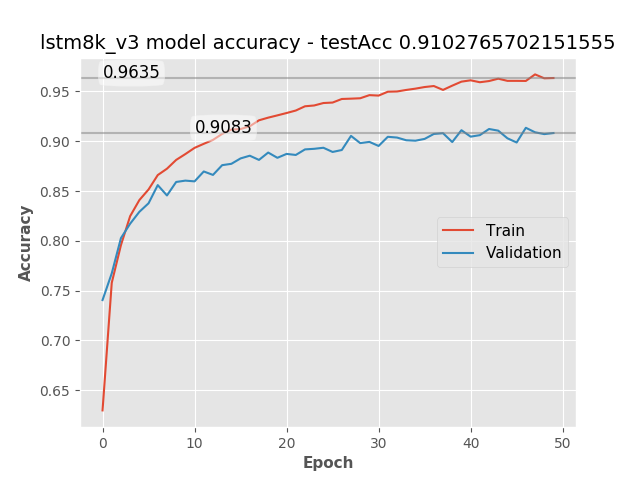 lstm8k_v3 model accuracy - testAcc 0.9102765702151555
0.9635
0.95
0.9083
0.90
0.85
0.80
0.75
0.70
0.65
Accuracy
Train
Validation
0 10 20 30 40 50
Epoch